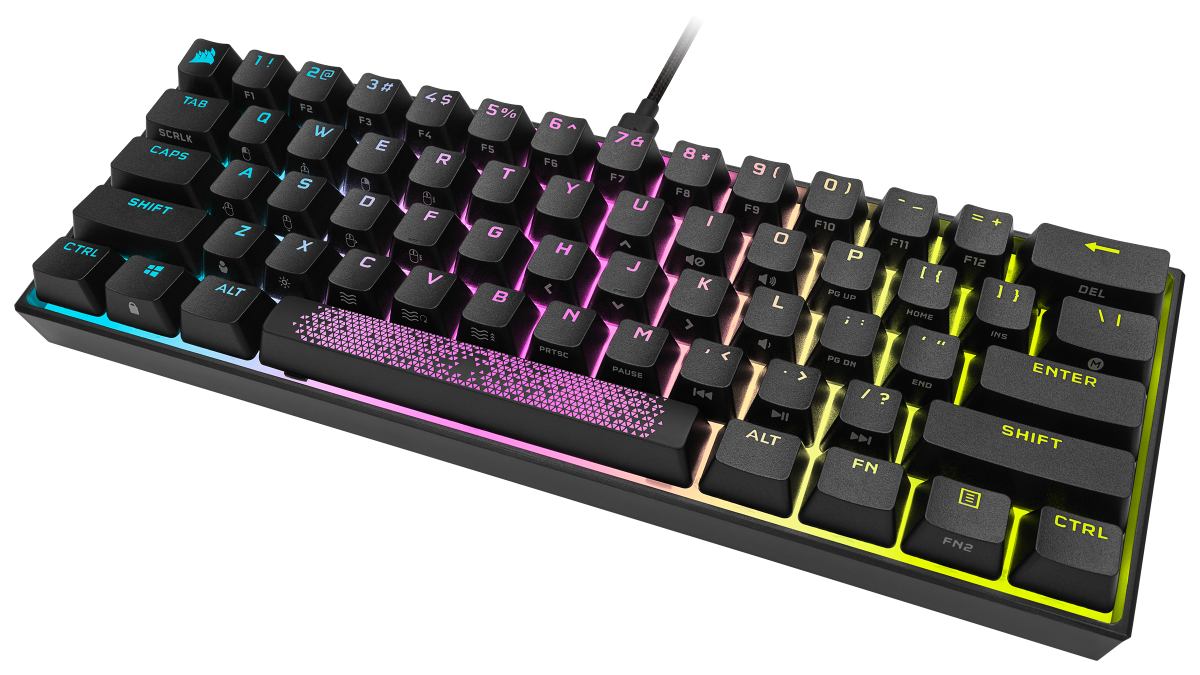 1 ! 2 @ 3 # 4 $ 5 % 6 ^ 7 & 8 * 9 ( 0 ) - _ = +
F1 F2 F3 F4 F5 F6 F7 F8 F9 F10 F11 F12 DEL
TAB Q W E R T Y U I O P [ { ] } \ |
SCRLK PG UP HOME INS M
CAPS A S D F G H J K L ; : ' " ENTER
PG DN END
SHIFT Z X C V B N M , < . > / ? SHIFT
PRTSC PAUSE
CTRL ALT ALT FN CTRL
FN2